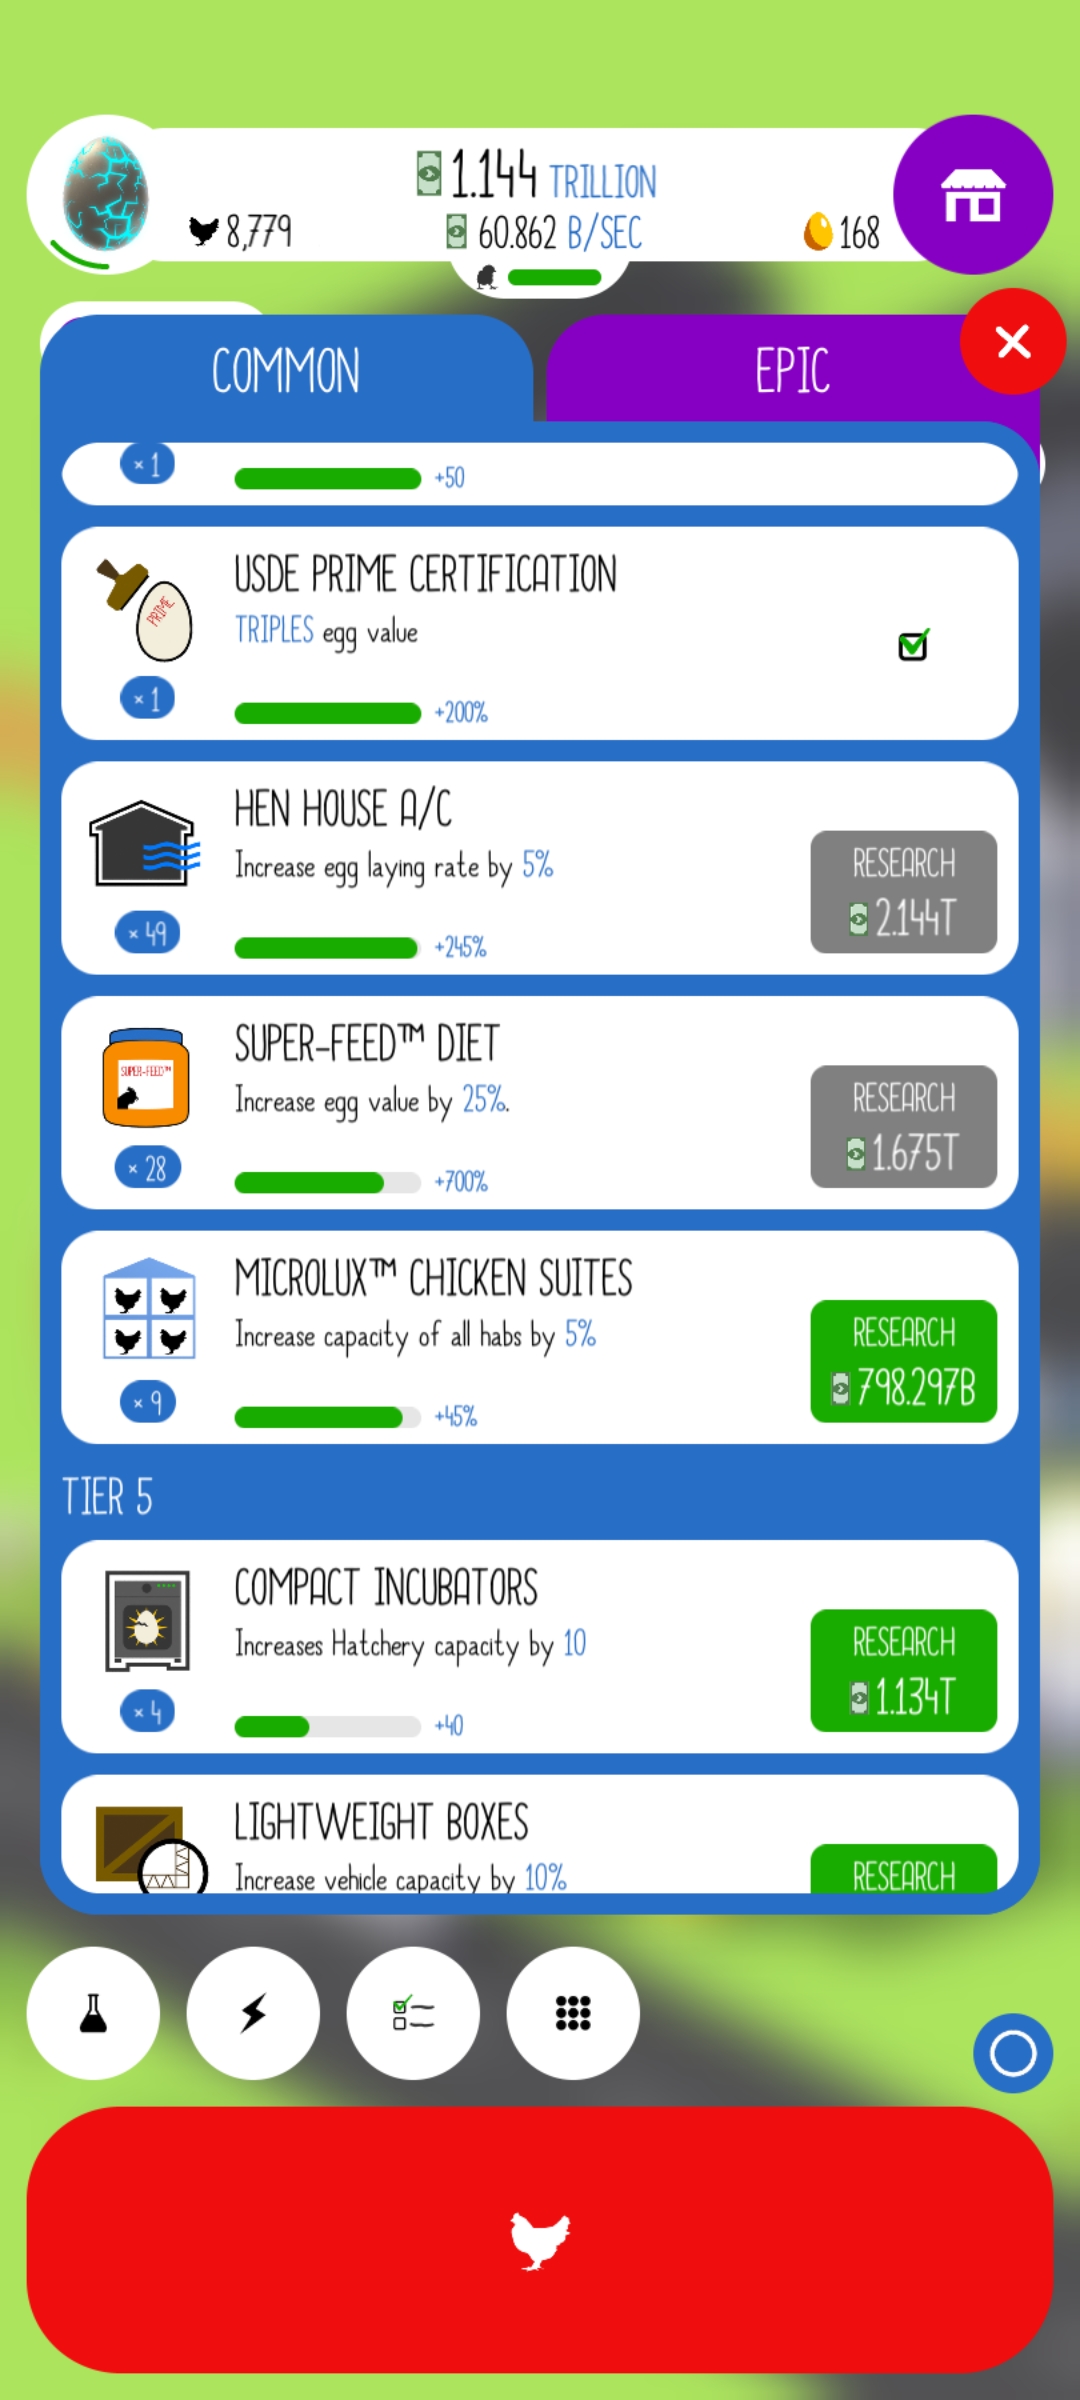 1.144 TRILLION
8,779
60.862 B/SEC
168
COMMON
EPIC
× 1
+50
PRIME
USDE PRIME CERTIFICATION
TRIPLES egg value
× 1
+200%
HEN HOUSE A/C
Increase egg laying rate by 5%
RESEARCH
2.144T
× 49
+245%
SUPER-FEED™
SUPER-FEED™ DIET
Increase egg value by 25%.
RESEARCH
1.675T
× 28
+700%
MICROLUX™ CHICKEN SUITES
Increase capacity of all habs by 5%
RESEARCH
798.297B
× 9
+45%
TIER 5
COMPACT INCUBATORS
Increases Hatchery capacity by 10
RESEARCH
1.134T
× 4
+40
LIGHTWEIGHT BOXES
Increase vehicle capacity by 10%
RESEARCH